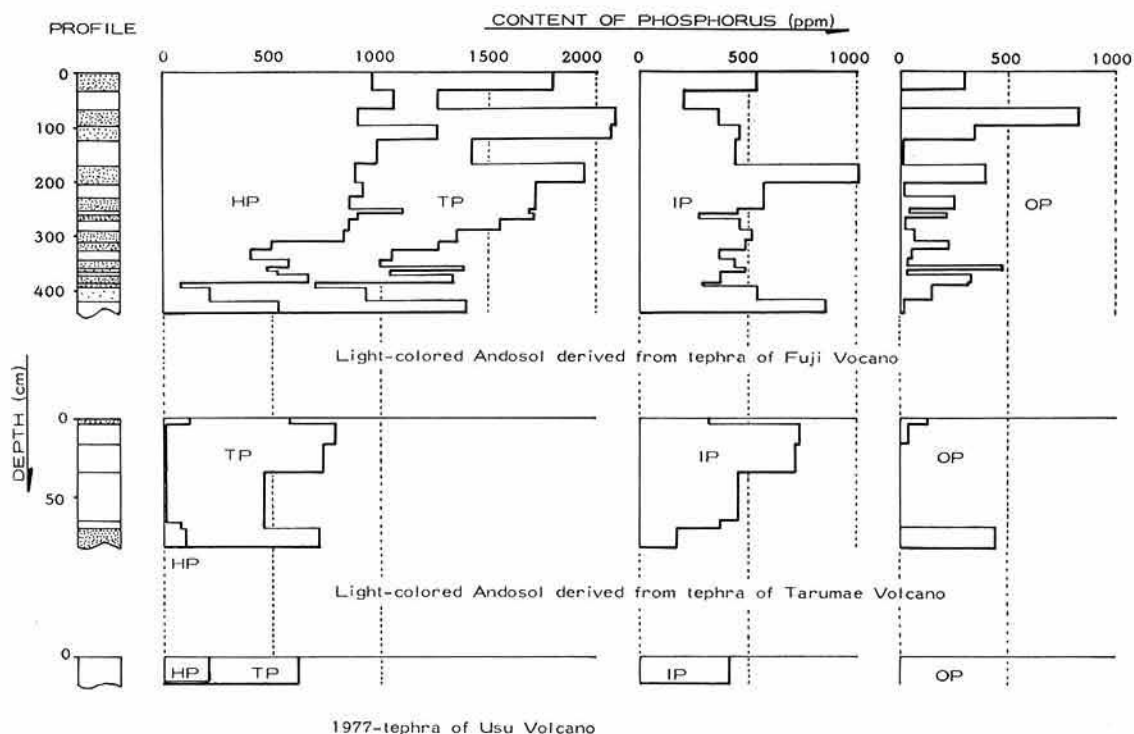 CONTENT OF PHOSPHORUS (ppm)
PROFILE
0 500 1000 1500 2000 0 500 1000 0 500 1000
0
100
200
300
400
HP TP IP OP
Light-colored Andosol derived from tephra of Fuji Vocano
DEPTH (cm)
0
50
TP IP OP
HP
Light-colored Andosol derived from tephra of Tarumae Volcano
0
HP TP IP OP
1977-tephra of Usu Volcano